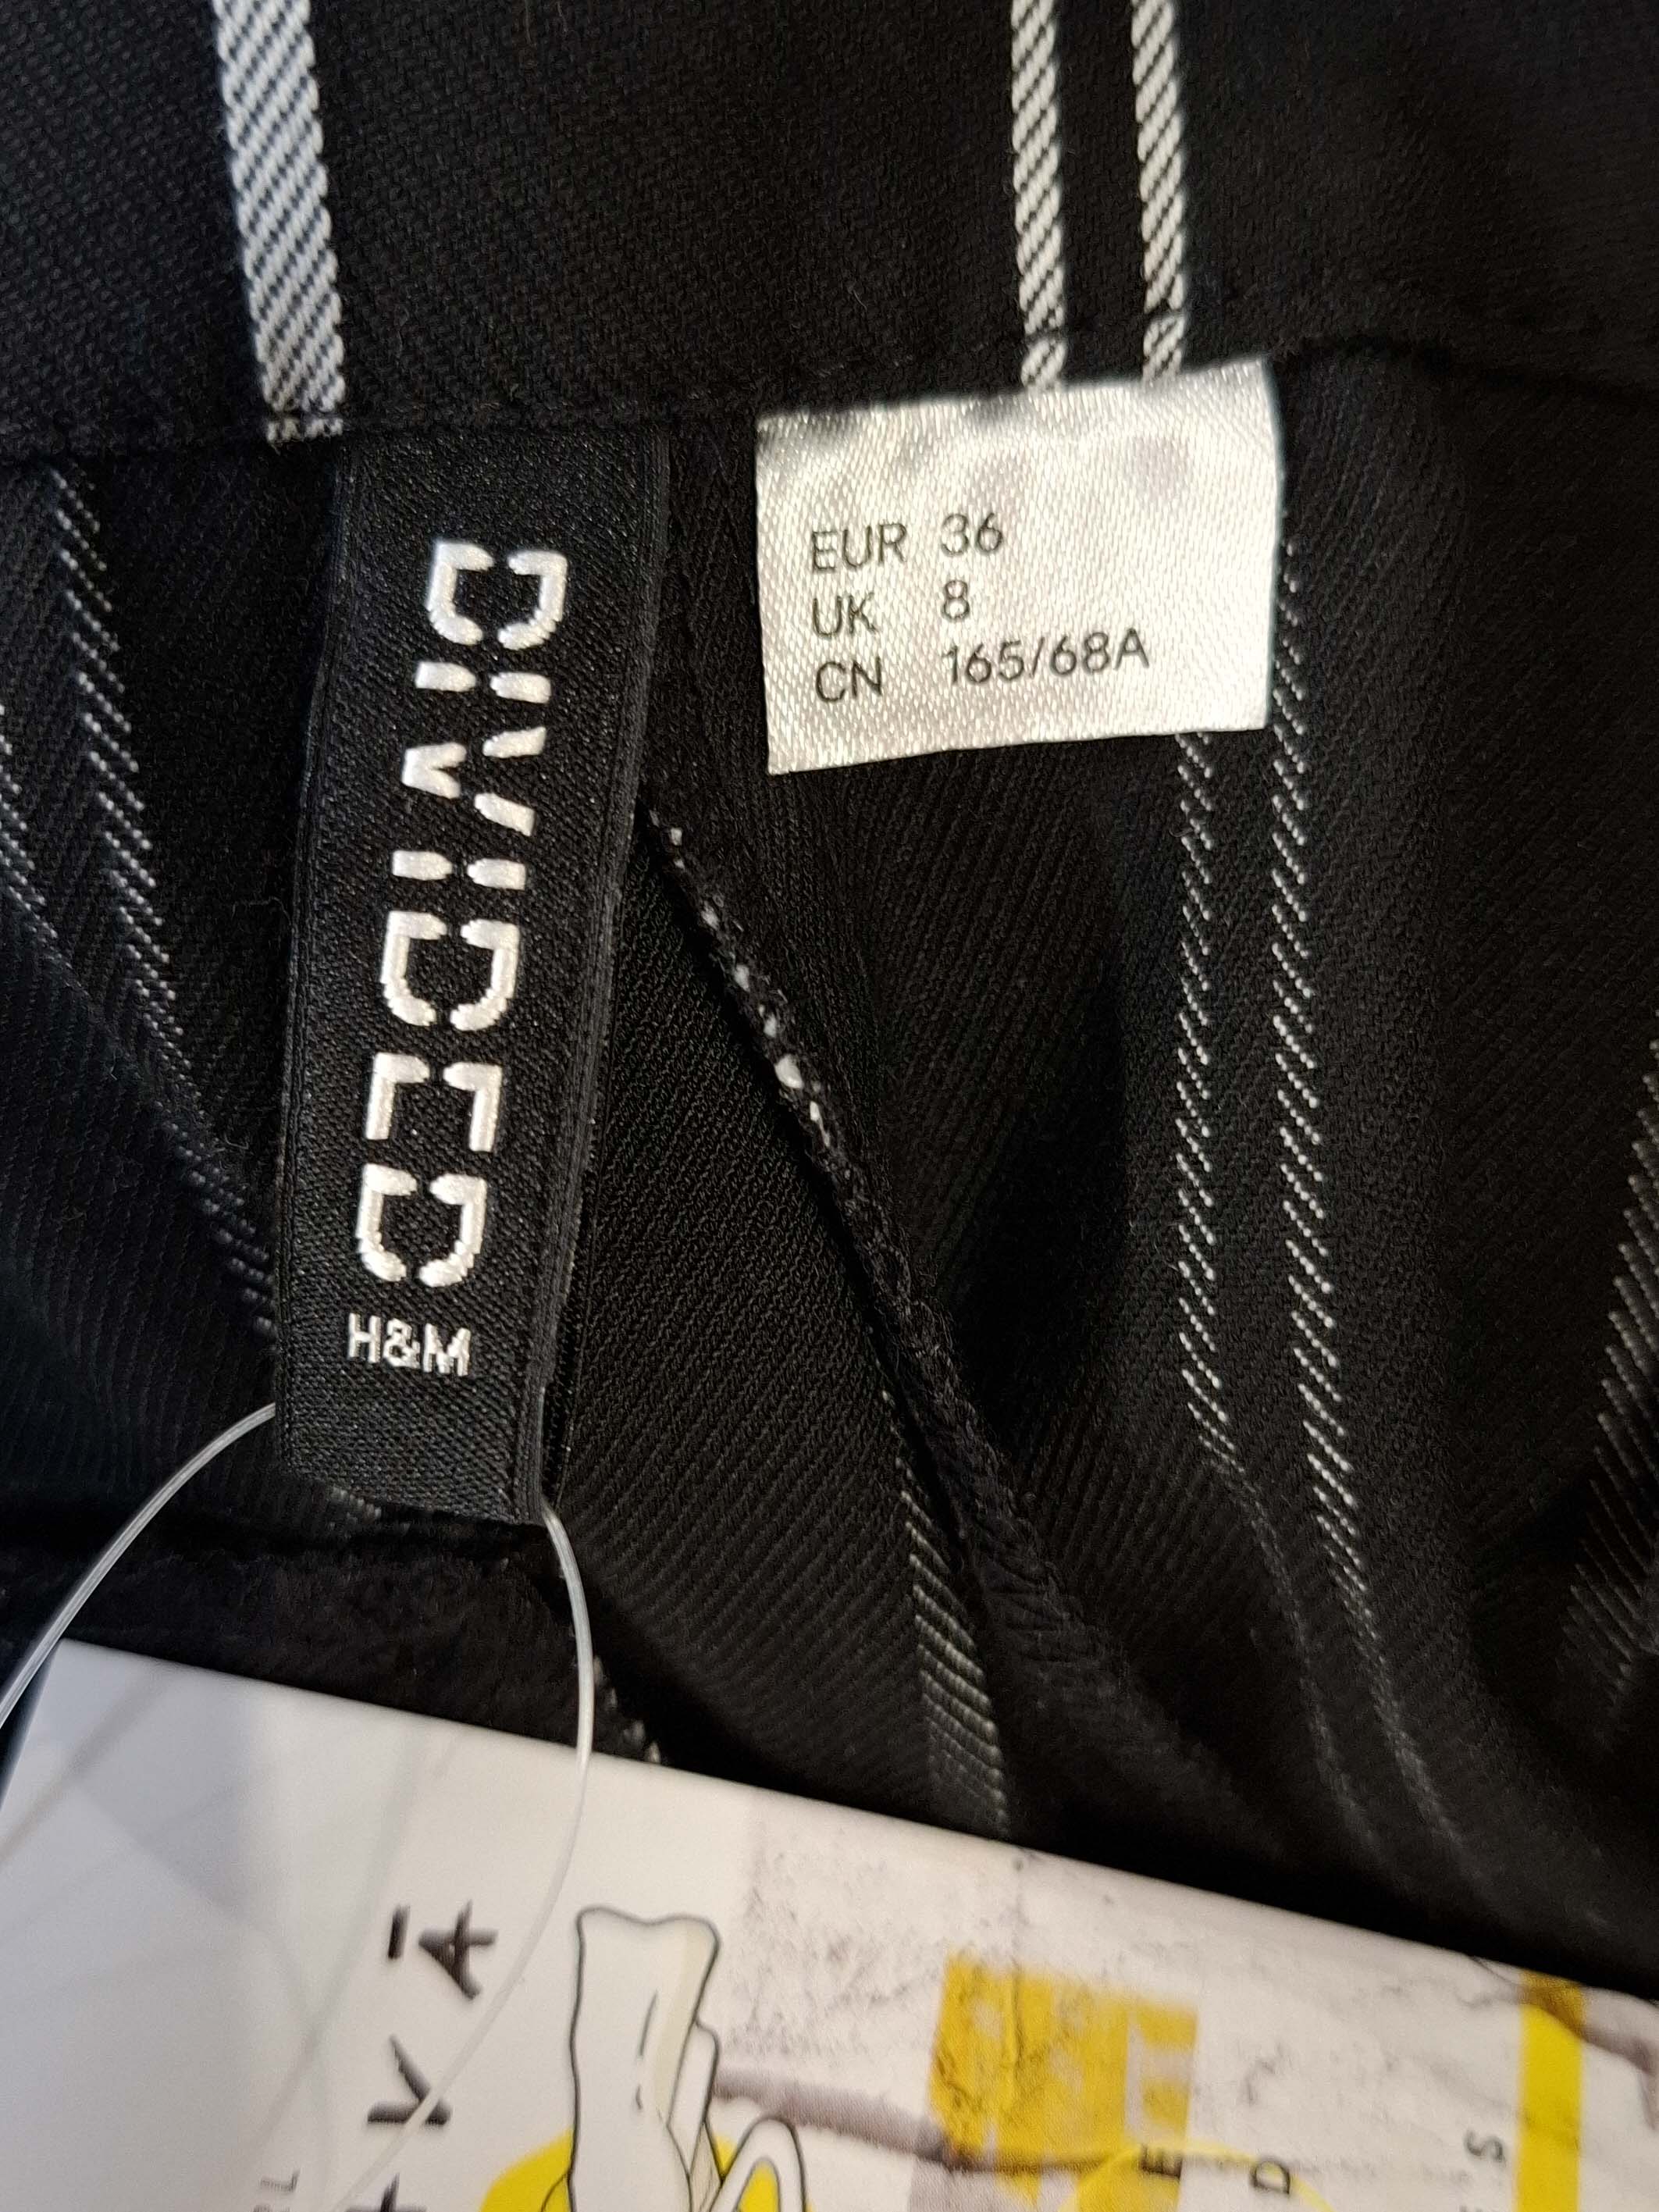 DIVIDED
H&M
EUR 36
UK 8
CN 165/68A